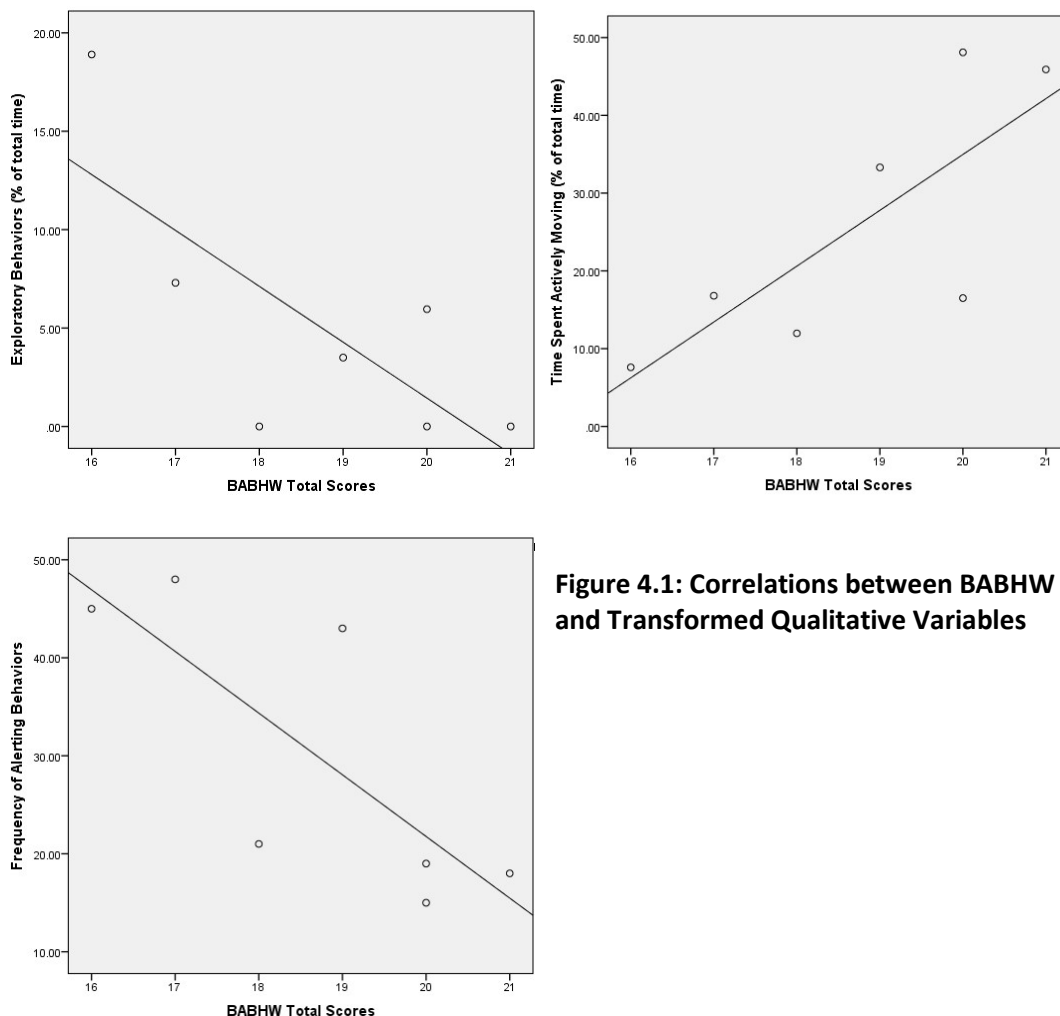 20.00
15.00
10.00
5.00
.00
Exploratory Behaviors (% of total time)
16 17 18 19 20 21
BABHW Total Scores
50.00
40.00
30.00
20.00
10.00
.00
Time Spent Actively Moving (% of total time)
16 17 18 19 20 21
BABHW Total Scores
50.00
40.00
30.00
20.00
10.00
Frequency of Alerting Behaviors
16 17 18 19 20 21
BABHW Total Scores
Figure 4.1: Correlations between BABHW
and Transformed Qualitative Variables